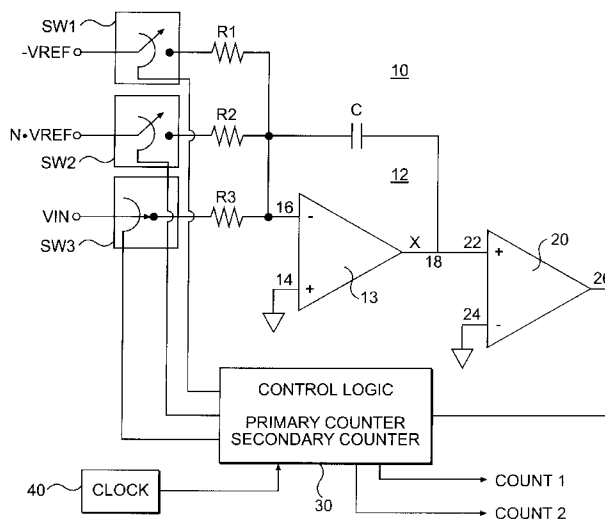 SW1
-VREF
R1
10
N•VREF
SW2
R2
C
12
VIN
SW3
R3
16
-
X
18
22
+
20
26
14
+
13
24
-
CONTROL LOGIC
PRIMARY COUNTER
SECONDARY COUNTER
40
CLOCK
30
COUNT 1
COUNT 2